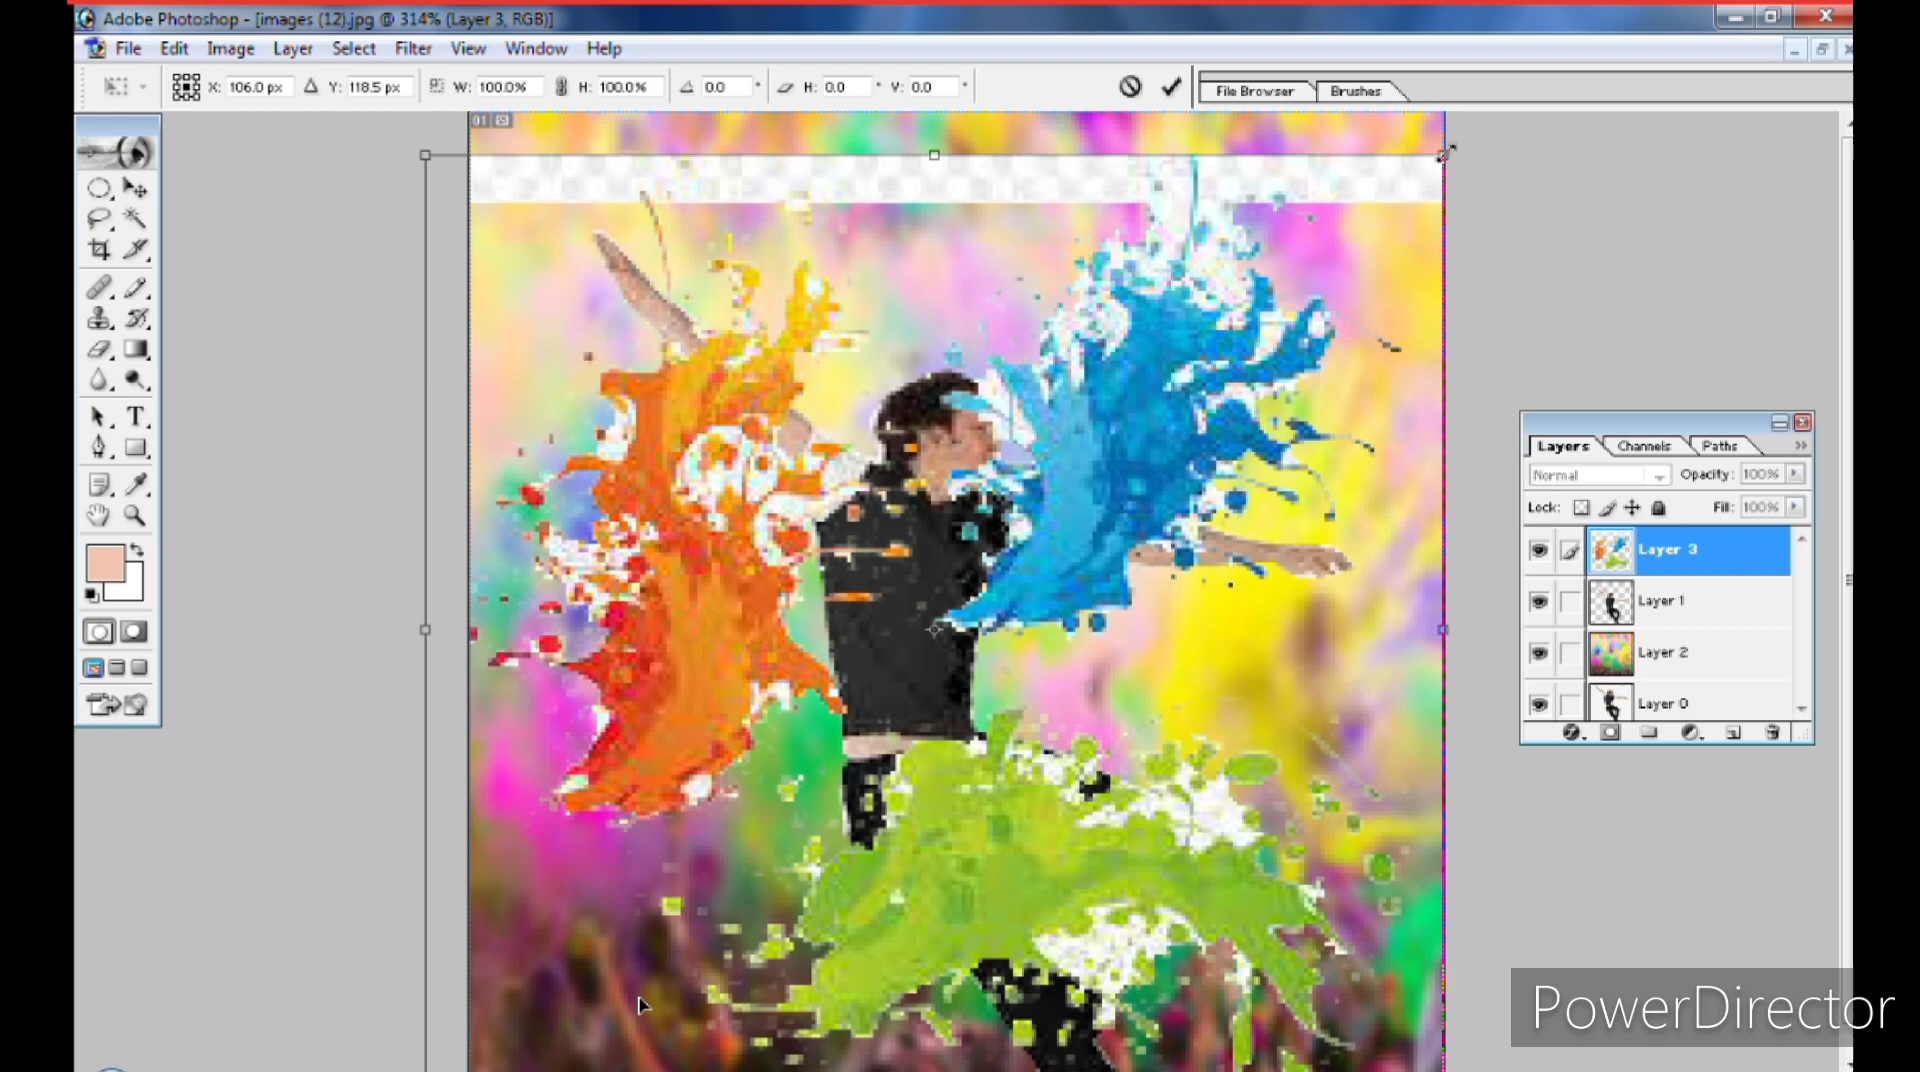 Adobe Photoshop - [images (12).jpg @ 314% (Layer 3, RGB)]
File Edit Image Layer Select Filter View Window Help
X: 106.0 px Y: 118.5 px W: 100.0% H: 100.0% 0.0 ° H: 0.0 ° V: 0.0 °
File Browser Brushes
01
Layers Channels Paths
Normal Opacity: 100%
Lock: Fill: 100%
Layer 3
Layer 1
Layer 2
Layer 0
PowerDirector